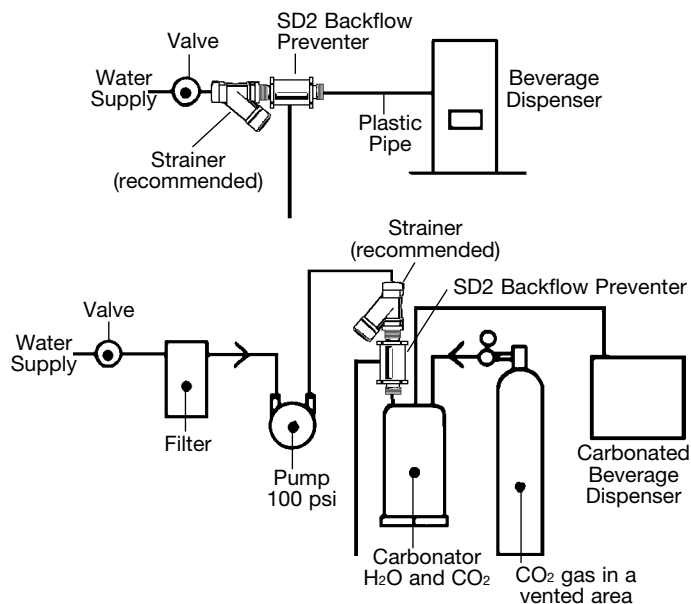 SD2 Backflow
Preventer
Valve
Water
Supply
Strainer
(recommended)
Plastic
Pipe
Beverage
Dispenser
Strainer
(recommended)
SD2 Backflow Preventer
Valve
Water
Supply
Filter
Pump
100 psi
Carbonator
H₂O and CO₂
CO₂ gas in a
vented area
Carbonated
Beverage
Dispenser